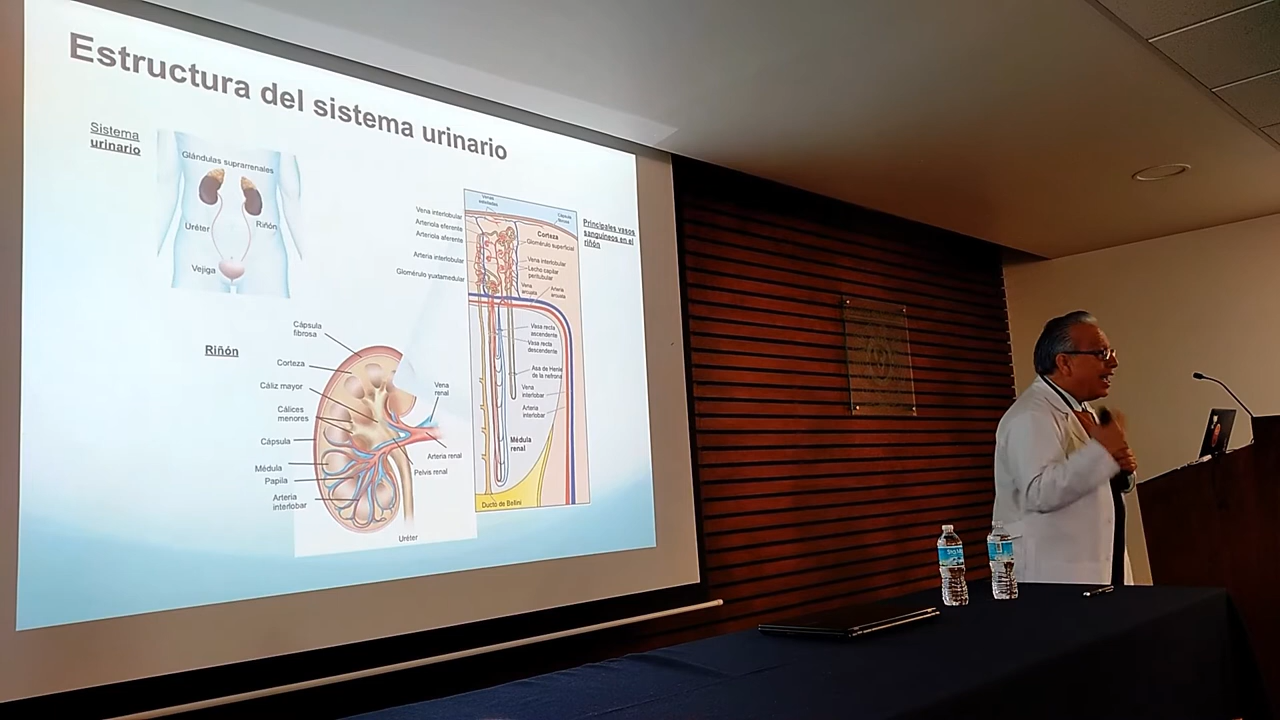 Estructura del sistema urinario
Sistema
urinario
Glándulas suprarrenales
Uréter
Riñón
Vejiga
Venas
Cápsula
fibrosa
Vena interlobular
Arteriola eferente
Arteriola aferente
Arteria interlobular
Glomérulo yuxtamedular
Corteza
Glomérulo superficial
Vena interlobular
Lecho capilar
peritubular
Vena
arcuata
Arteria
arcuata
Principales vasos
sanguíneos en el
riñón
Vasa recta
ascendente
Vasa recta
descendente
Asa de Henle
de la nefrona
Vena
interlobar
Arteria
interlobar
Médula
renal
Ducto de Bellini
Riñón
Cápsula
fibrosa
Corteza
Cáliz mayor
Cálices
menores
Cápsula
Médula
Papila
Arteria
interlobar
Vena
renal
Arteria renal
Pelvis renal
Uréter